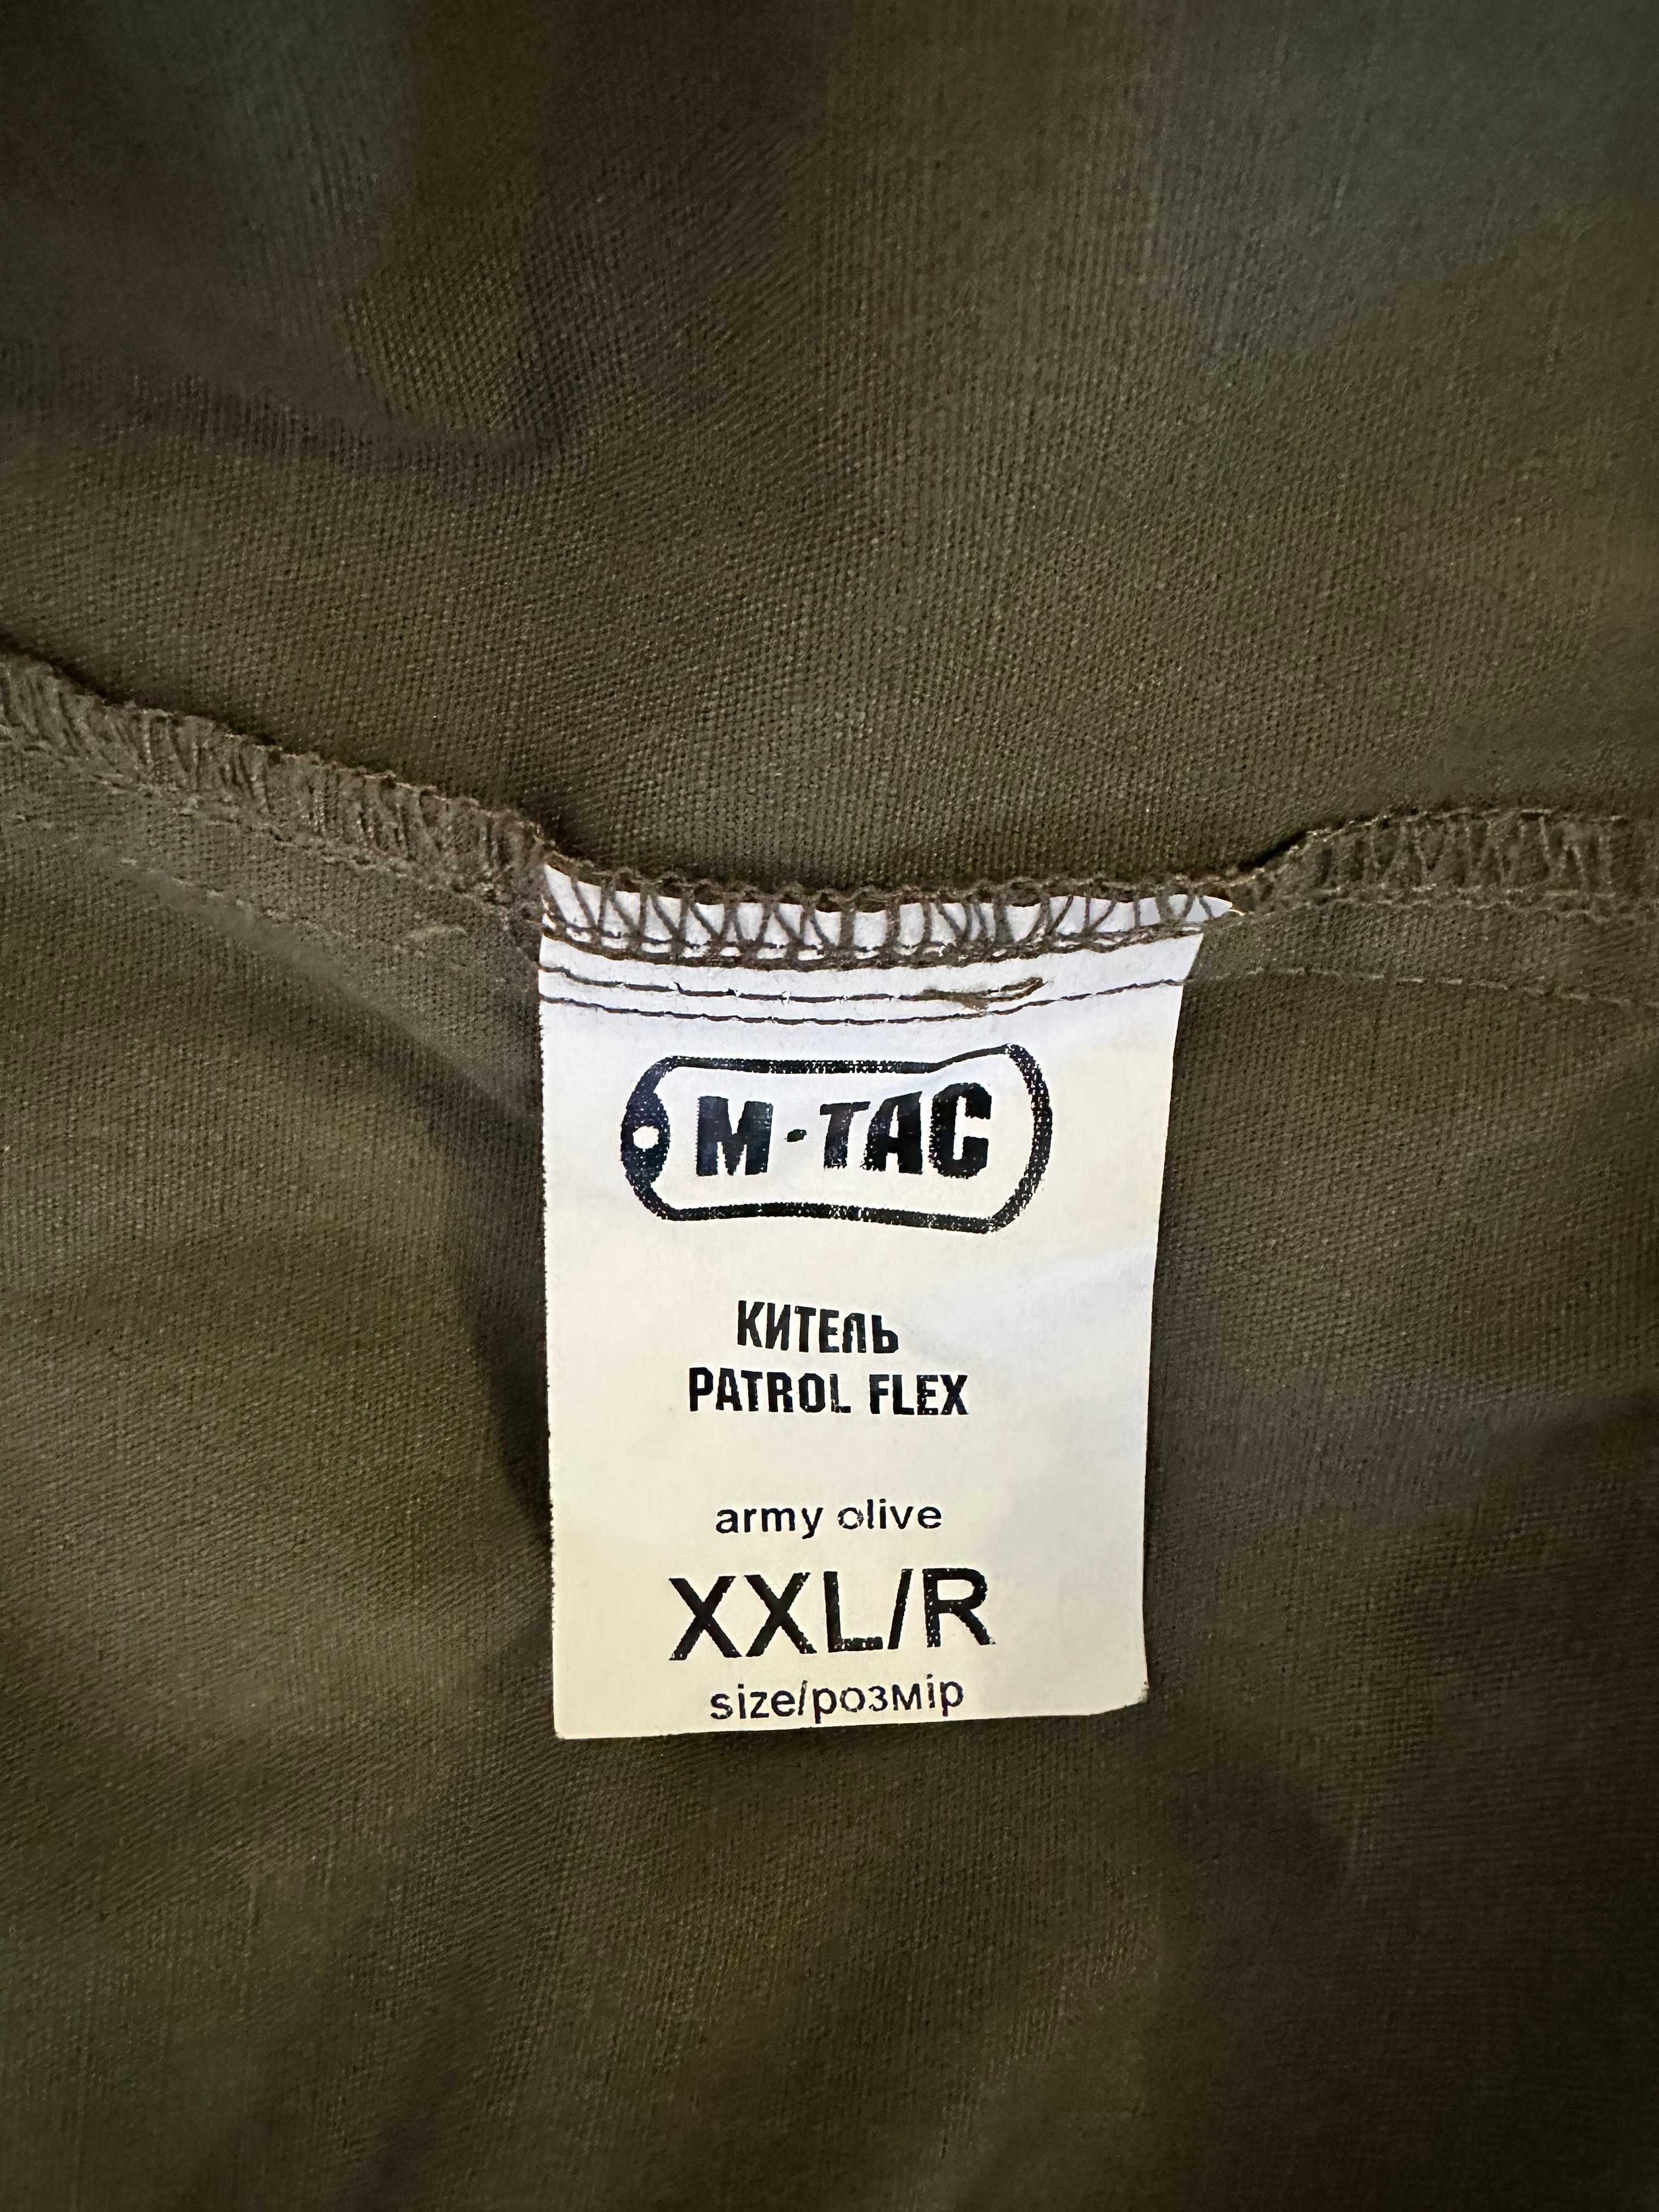 M-TAC
КИТЕЛЬ
PATROL FLEX
army olive
XXL/R
size/розмір